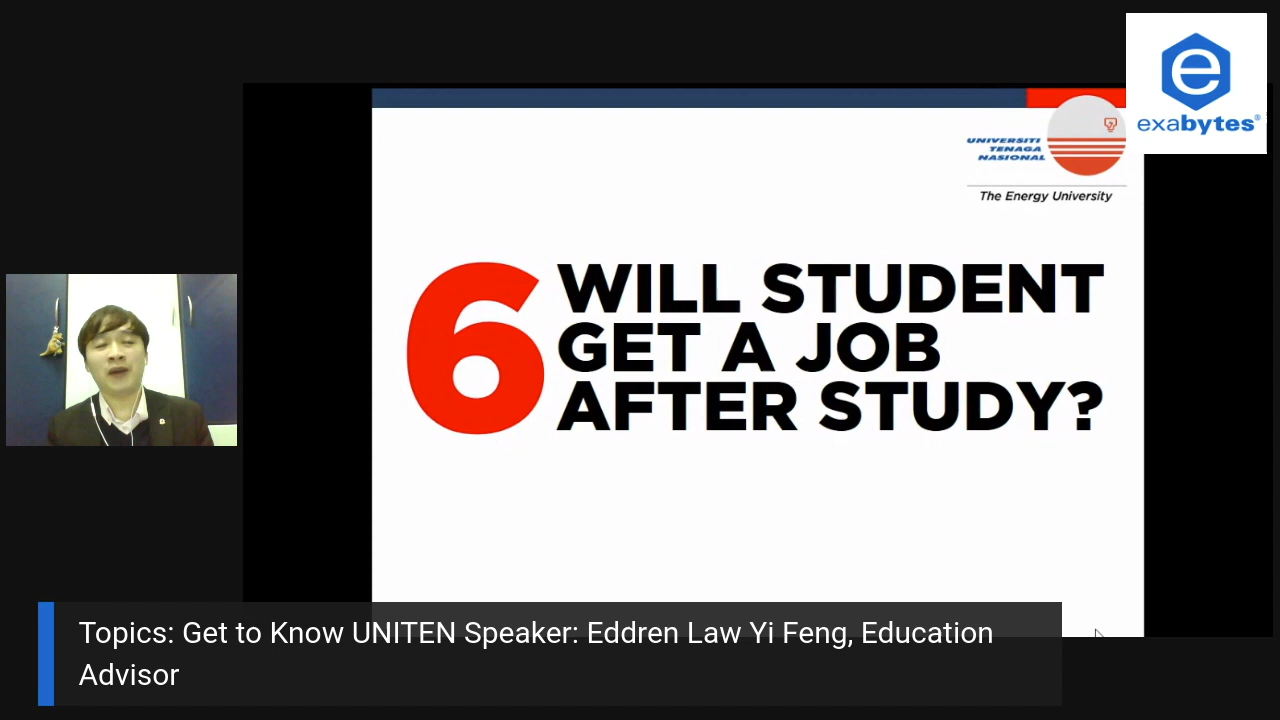 exabytes®
UNIVERSITI
TENAGA
NASIONAL
The Energy University
6 WILL STUDENT
GET A JOB
AFTER STUDY?
Topics: Get to Know UNITEN Speaker: Eddren Law Yi Feng, Education
Advisor